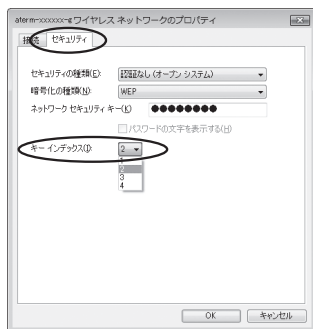 aterm-xxxxxx-g ワイヤレス ネットワークのプロパティ
接続 セキュリティ
セキュリティの種類(E): 認証なし (オープン システム)
暗号化の種類(N): WEP
ネットワーク セキュリティ キー(K) ●●●●●●●●
パスワードの文字を表示する(H)
キー インデックス(I): 2
1
2
3
4
OK キャンセル